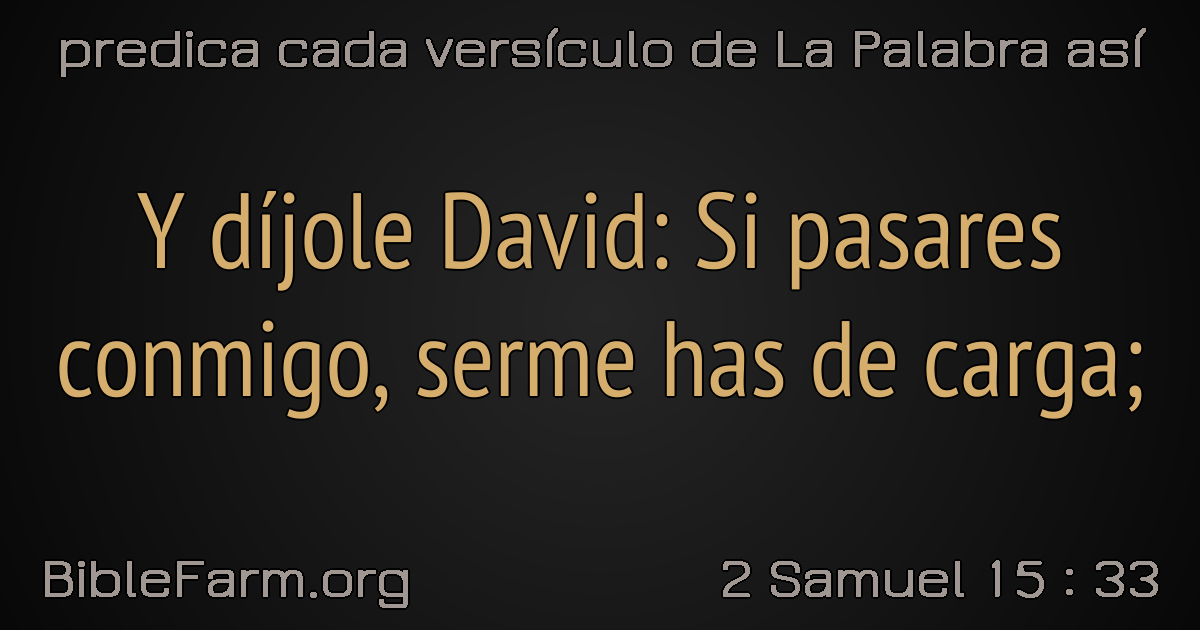 predica cada versículo de La Palabra así
Y díjole David: Si pasares
conmigo, serme has de carga;
BibleFarm.org
2 Samuel 15 : 33